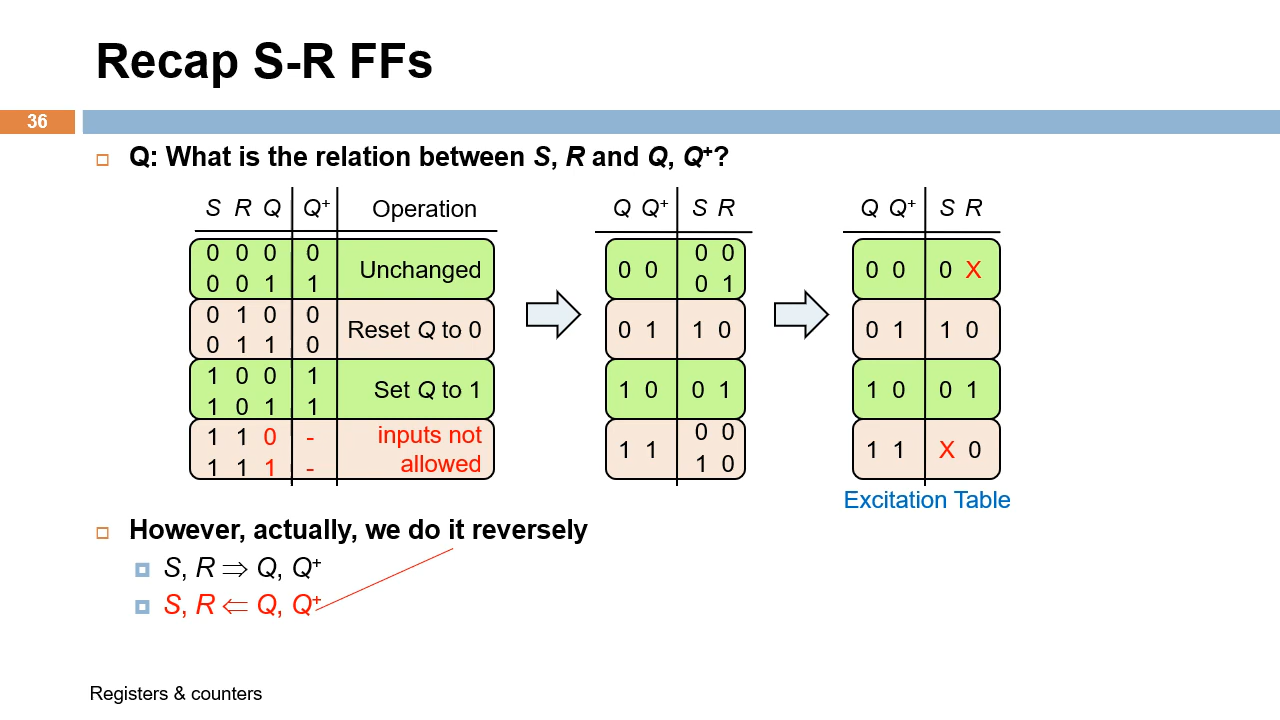 Recap S-R FFs
36
Q: What is the relation between S, R and Q, Q⁺?
S R Q Q⁺ Operation
0 0 0 0
0 0 1 1
Unchanged
0 1 0 0
0 1 1 0
Reset Q to 0
1 0 0 1
1 0 1 1
Set Q to 1
1 1 0 -
1 1 1 -
inputs not
allowed
Q Q⁺ S R
0 0
0 0
0 1
0 1 1 0
1 0 0 1
1 1
0 0
1 0
Q Q⁺ S R
0 0 0 X
0 1 1 0
1 0 0 1
1 1 X 0
Excitation Table
However, actually, we do it reversely
S, R ⇒ Q, Q⁺
S, R ⇐ Q, Q⁺
Registers & counters